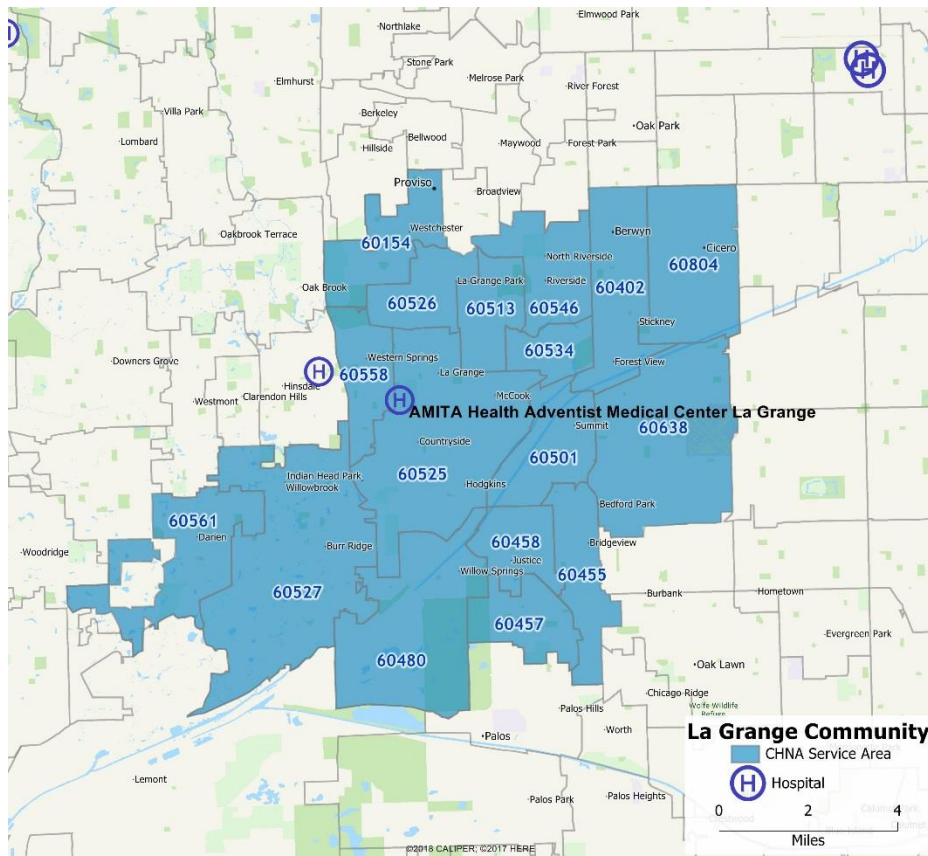 Elmwood Park
Northlake
Stone Park
Melrose Park
Elmhurst
River Forest
Villa Park
Berkeley
Oak Park
Bellwood
Lombard
Hillside
Maywood
Forest Park
Proviso
Broadview
Westchester
Oakbrook Terrace
60154
Berwyn
Cicero
60804
North Riverside
La Grange Park
Riverside
Oak Brook
60526
60513
60546
60402
Stickney
60534
Downers Grove
Western Springs
Forest View
60558
La Grange
H
Hinsdale
Westmont
Clarendon Hills
McCook
H
AMITA Health Adventist Medical Center La Grange
Summit
60638
Countryside
60501
Indian Head Park
60525
Willowbrook
Hodgkins
Bedford Park
60561
Darien
60458
Bridgeview
Woodridge
Burr Ridge
Justice
Willow Springs
60455
60527
Burbank
Hometown
60457
Evergreen Park
60480
Oak Lawn
Chicago Ridge
Wolfe Wildlife
Refuge
Palos Hills
Worth
Palos
La Grange Community
CHNA Service Area
Lemont
H
Hospital
Palos Park
Palos Heights
0 2 4
Miles
©2018 CALIPER; ©2017 HERE